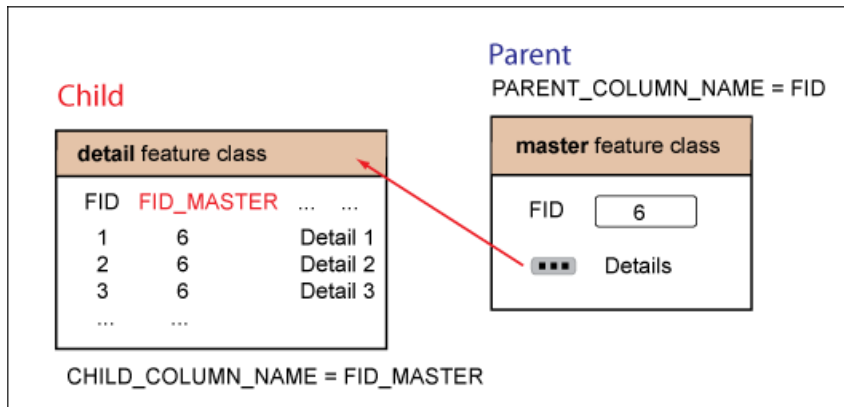 Child
detail feature class
FID FID_MASTER ... ...
1 6 Detail 1
2 6 Detail 2
3 6 Detail 3
... ...
CHILD_COLUMN_NAME = FID_MASTER
Parent
PARENT_COLUMN_NAME = FID
master feature class
FID 6
Details